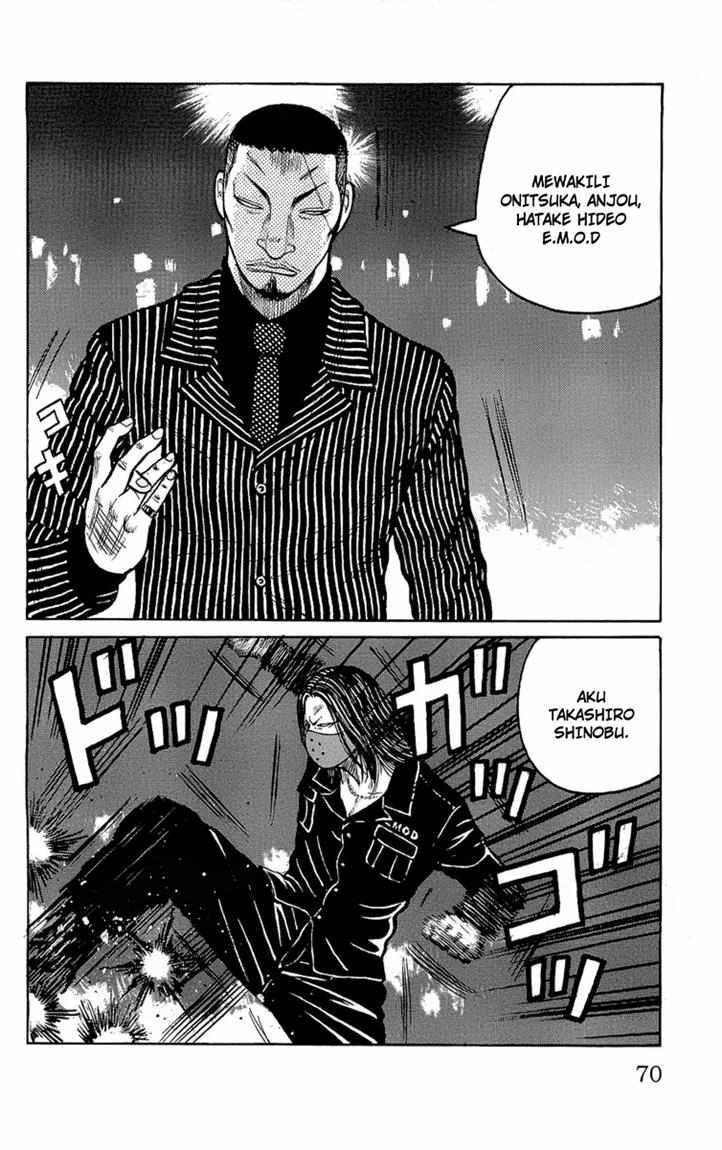 MEWAKILI
ONITSUKA, ANJOU,
HATAKE HIDEO
E.M.O.D
コキ
AKU
TAKASHIRO
SHINOBU.
ドッ
ガッ
ゴッ
MOD
70